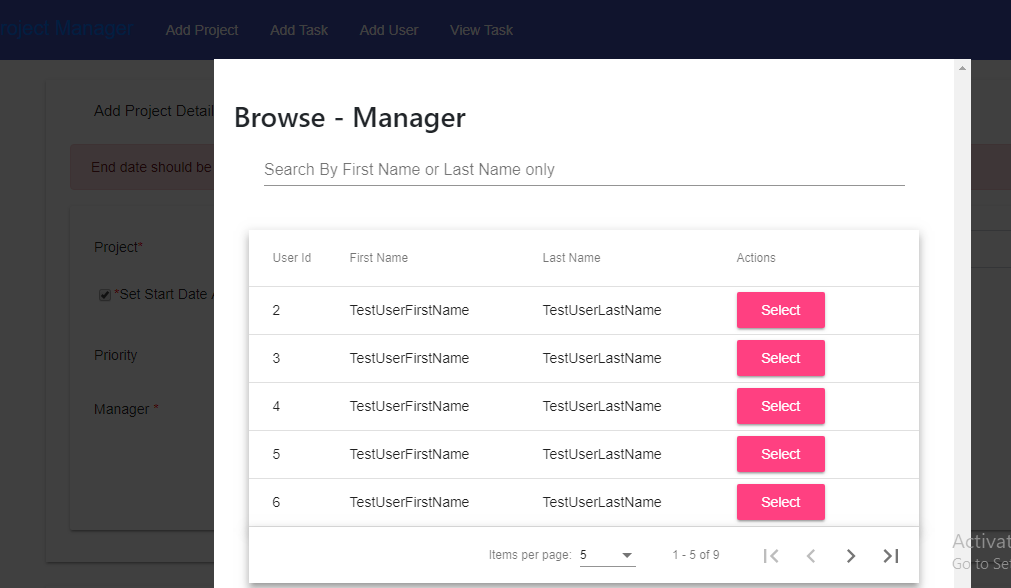 roject Manager Add Project Add Task Add User View Task
Add Project Detail
End date should be
Project*
*Set Start Date
Priority
Manager *
Browse - Manager
Search By First Name or Last Name only
User Id First Name Last Name Actions
2 TestUserFirstName TestUserLastName Select
3 TestUserFirstName TestUserLastName Select
4 TestUserFirstName TestUserLastName Select
5 TestUserFirstName TestUserLastName Select
6 TestUserFirstName TestUserLastName Select
Items per page: 5 1 - 5 of 9
Activat
Go to Se